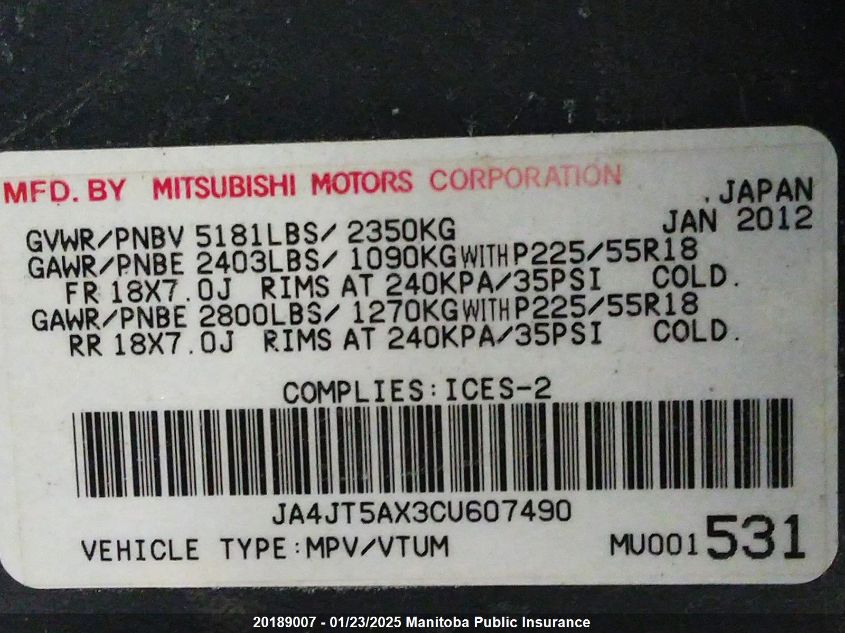 MFD. BY MITSUBISHI MOTORS CORPORATION .JAPAN
JAN 2012
GVWR/PNBV 5181LBS/ 2350KG
GAWR/PNBE 2403LBS/ 1090KG WITH P225/55R18
FR 18X7.0J RIMS AT 240KPA/35PSI COLD.
GAWR/PNBE 2800LBS/ 1270KG WITH P225/55R18
RR 18X7.0J RIMS AT 240KPA/35PSI COLD.
COMPLIES:ICES-2
JA4JT5AX3CU607490
VEHICLE TYPE:MPV/VTUM MU001 531
20189007 - 01/23/2025 Manitoba Public Insurance